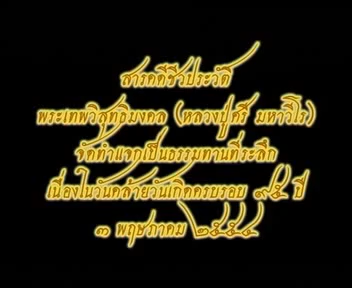 สารคดีชีวประวัติ
พระเทพวิสุทธิมงคล (หลวงปู่ศรี มหาวีโร)
จัดทำแจกเป็นธรรมทานที่ระลึก
เนื่องในวันคล้ายวันเกิดครบรอบ ๙๕ ปี
๓ พฤษภาคม ๒๕๕๔